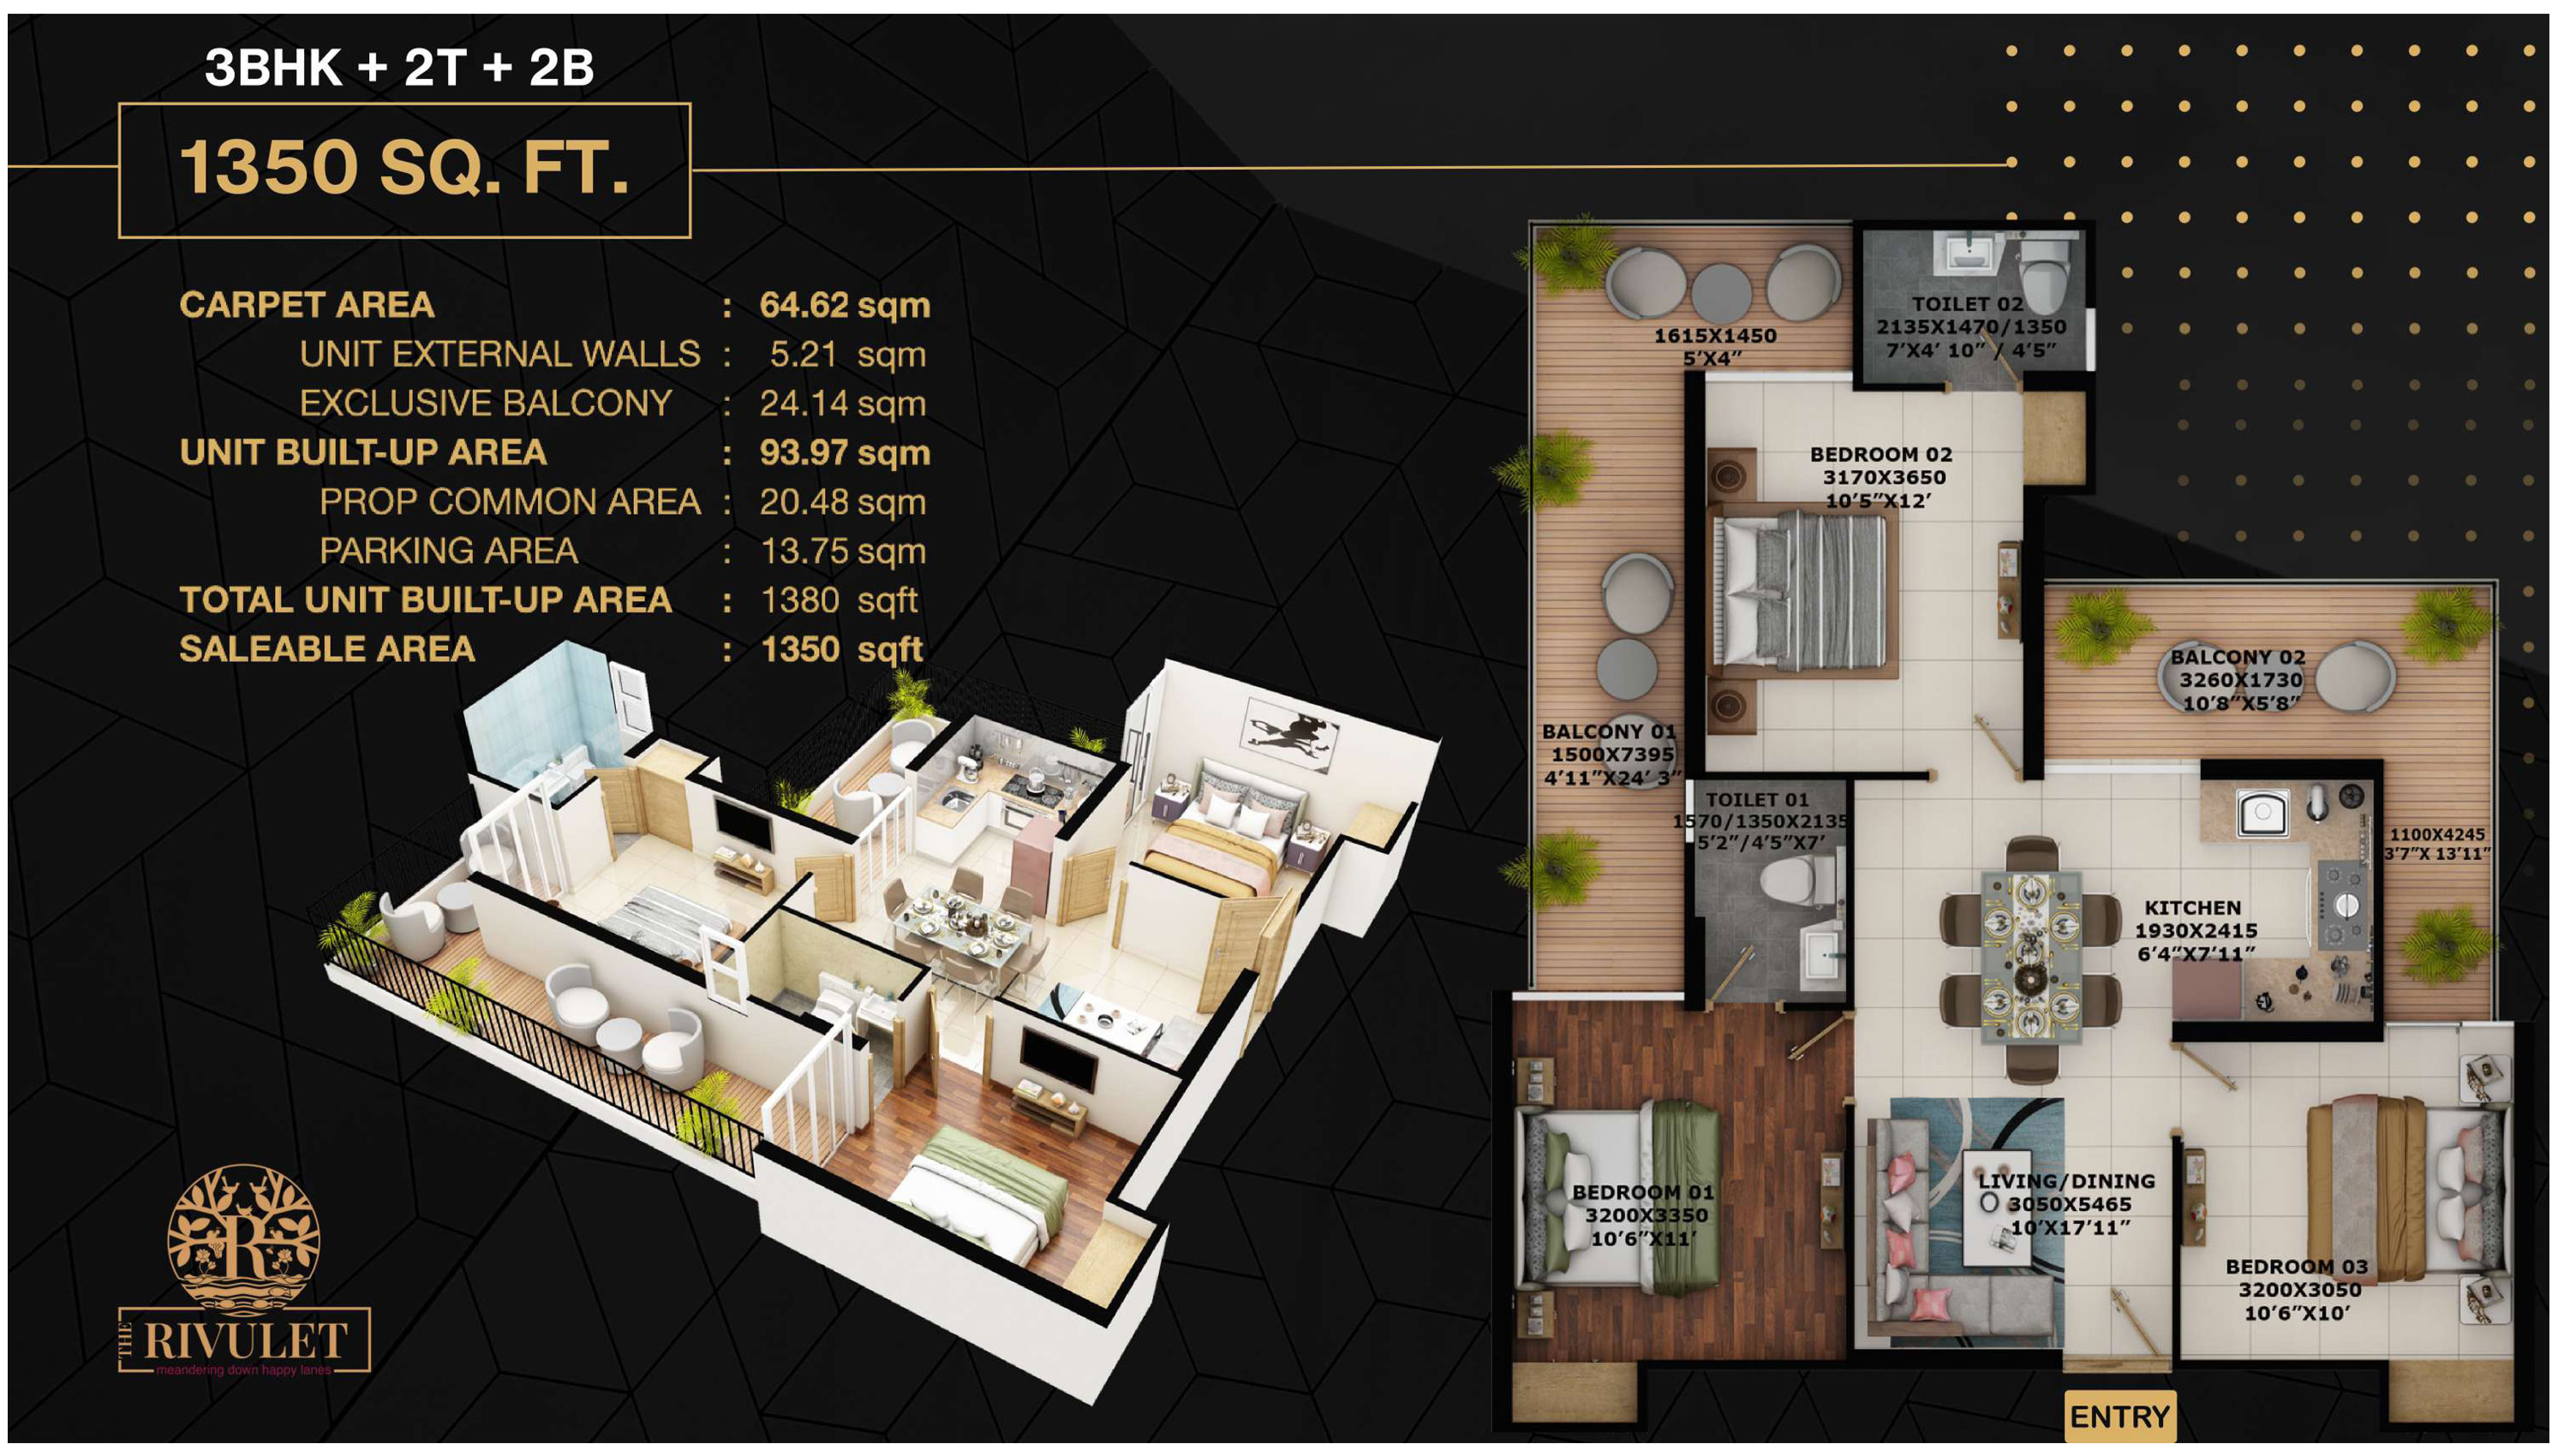 3BHK + 2T + 2B
1350 SQ. FT.
CARPET AREA : 64.62 sqm
UNIT EXTERNAL WALLS : 5.21 sqm
EXCLUSIVE BALCONY : 24.14 sqm
UNIT BUILT-UP AREA : 93.97 sqm
PROP COMMON AREA : 20.48 sqm
PARKING AREA : 13.75 sqm
TOTAL UNIT BUILT-UP AREA : 1380 sqft
SALEABLE AREA : 1350 sqft
R
THE RIVULET
meandering down happy lanes
1615X1450
5'X4"
TOILET 02
2135X1470/1350
7'X4' 10" / 4'5"
BEDROOM 02
3170X3650
10'5"X12'
BALCONY 02
3260X1730
10'8"X5'8"
BALCONY 01
1500X7395
4'11"X24' 3"
TOILET 01
1570/1350X2135
5'2"/4'5"X7'
1100X4245
3'7"X 13'11"
KITCHEN
1930X2415
6'4"X7'11"
LIVING/DINING
3050X5465
10'X17'11"
BEDROOM 01
3200X3350
10'6"X11'
BEDROOM 03
3200X3050
10'6"X10'
ENTRY